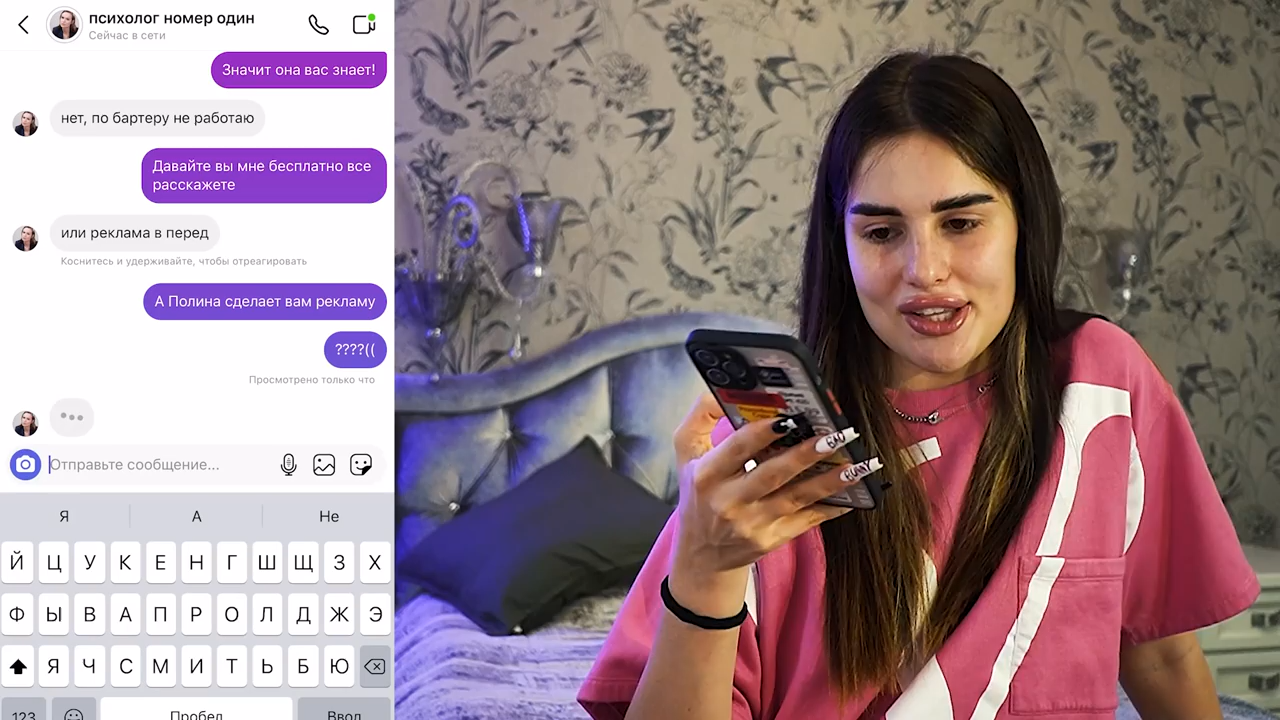 психолог номер один
Сейчас в сети
Значит она вас знает!
нет, по бартеру не работаю
Давайте вы мне бесплатно все
расскажете
или реклама в перед
Коснитесь и удерживайте, чтобы отреагировать
А Полина сделает вам рекламу
????((
Просмотрено только что
Отправьте сообщение...
Я А Не
Й Ц У К Е Н Г Ш Щ З Х
Ф Ы В А П Р О Л Д Ж Э
Я Ч С М И Т Ь Б Ю
123 Пробел Ввод
BAD
BUNNY